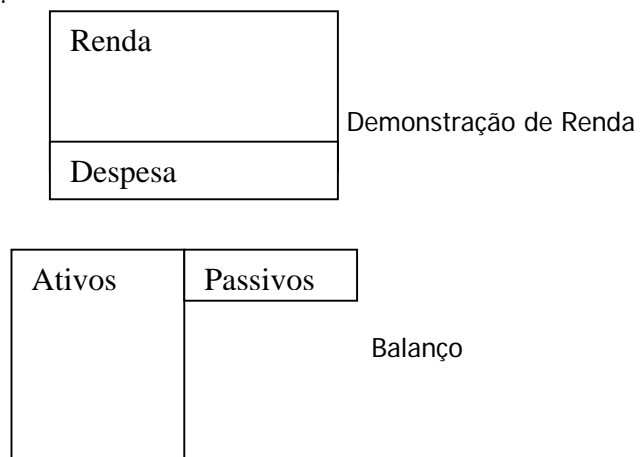 Renda
Demonstração de Renda
Despesa
Ativos
Passivos
Balanço